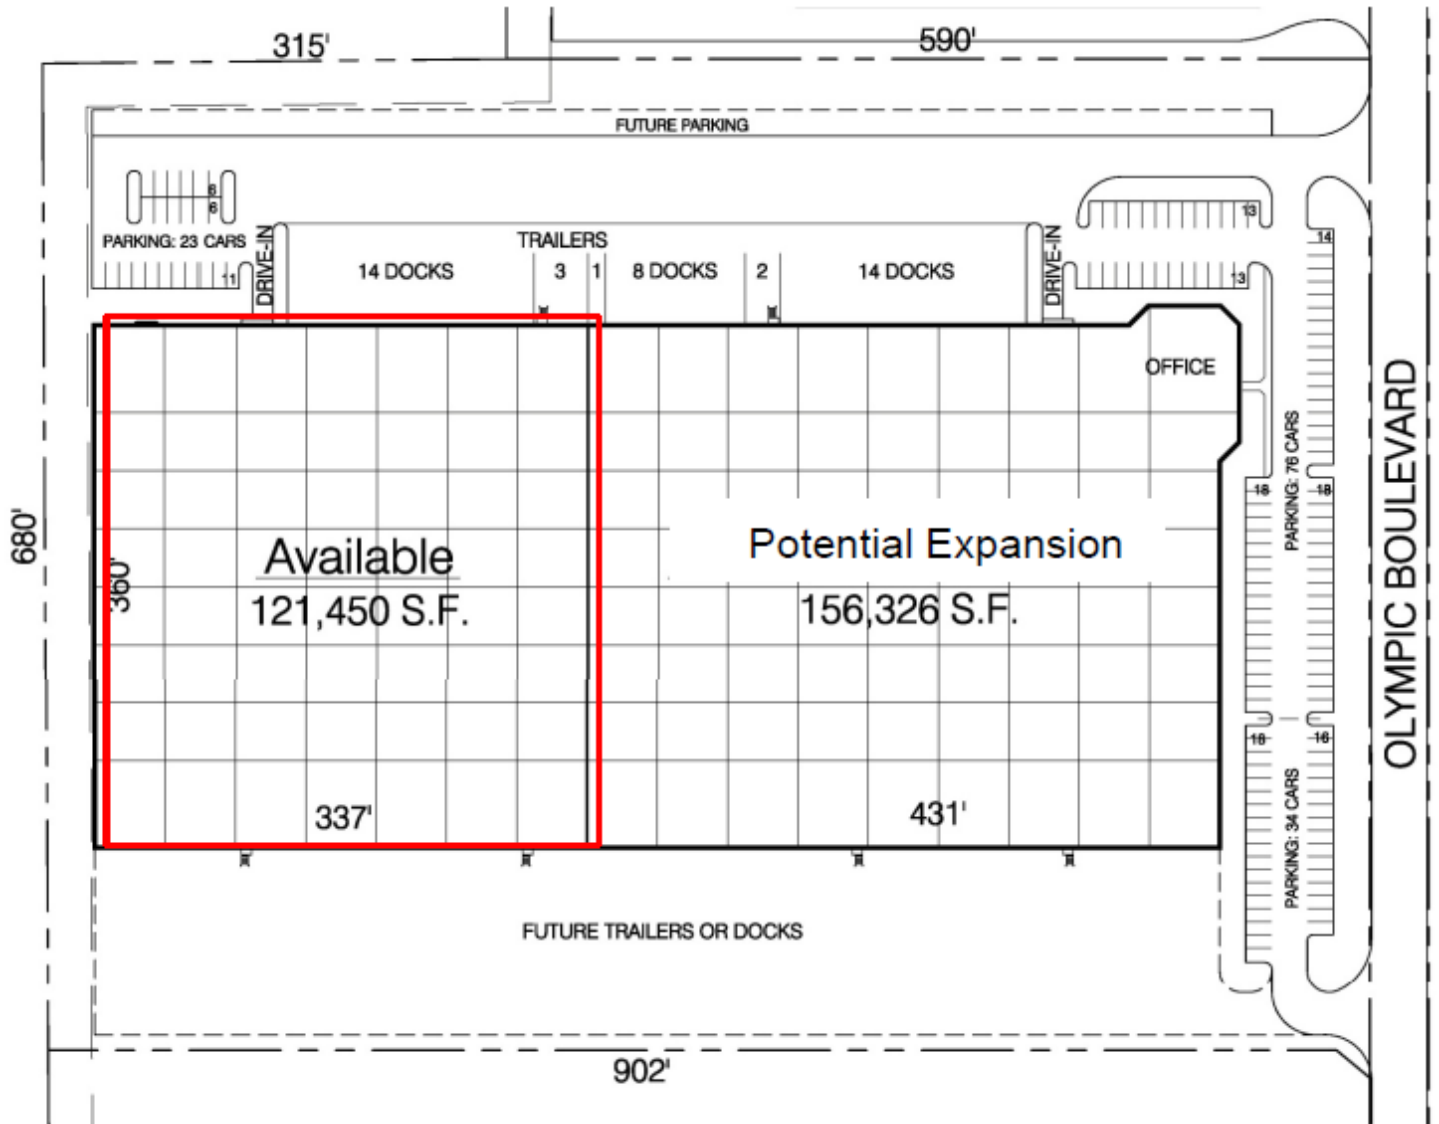 315'
590'
FUTURE PARKING
6
6
13
14
PARKING: 23 CARS
DRIVE-IN
TRAILERS
DRIVE-IN
14 DOCKS
3
1
8 DOCKS
2
14 DOCKS
11
13
OFFICE
OLYMPIC BOULEVARD
PARKING: 76 CARS
18
18
680'
360'
Available
121,450 S.F.
Potential Expansion
156,326 S.F.
18
16
337'
431'
PARKING: 34 CARS
FUTURE TRAILERS OR DOCKS
902'